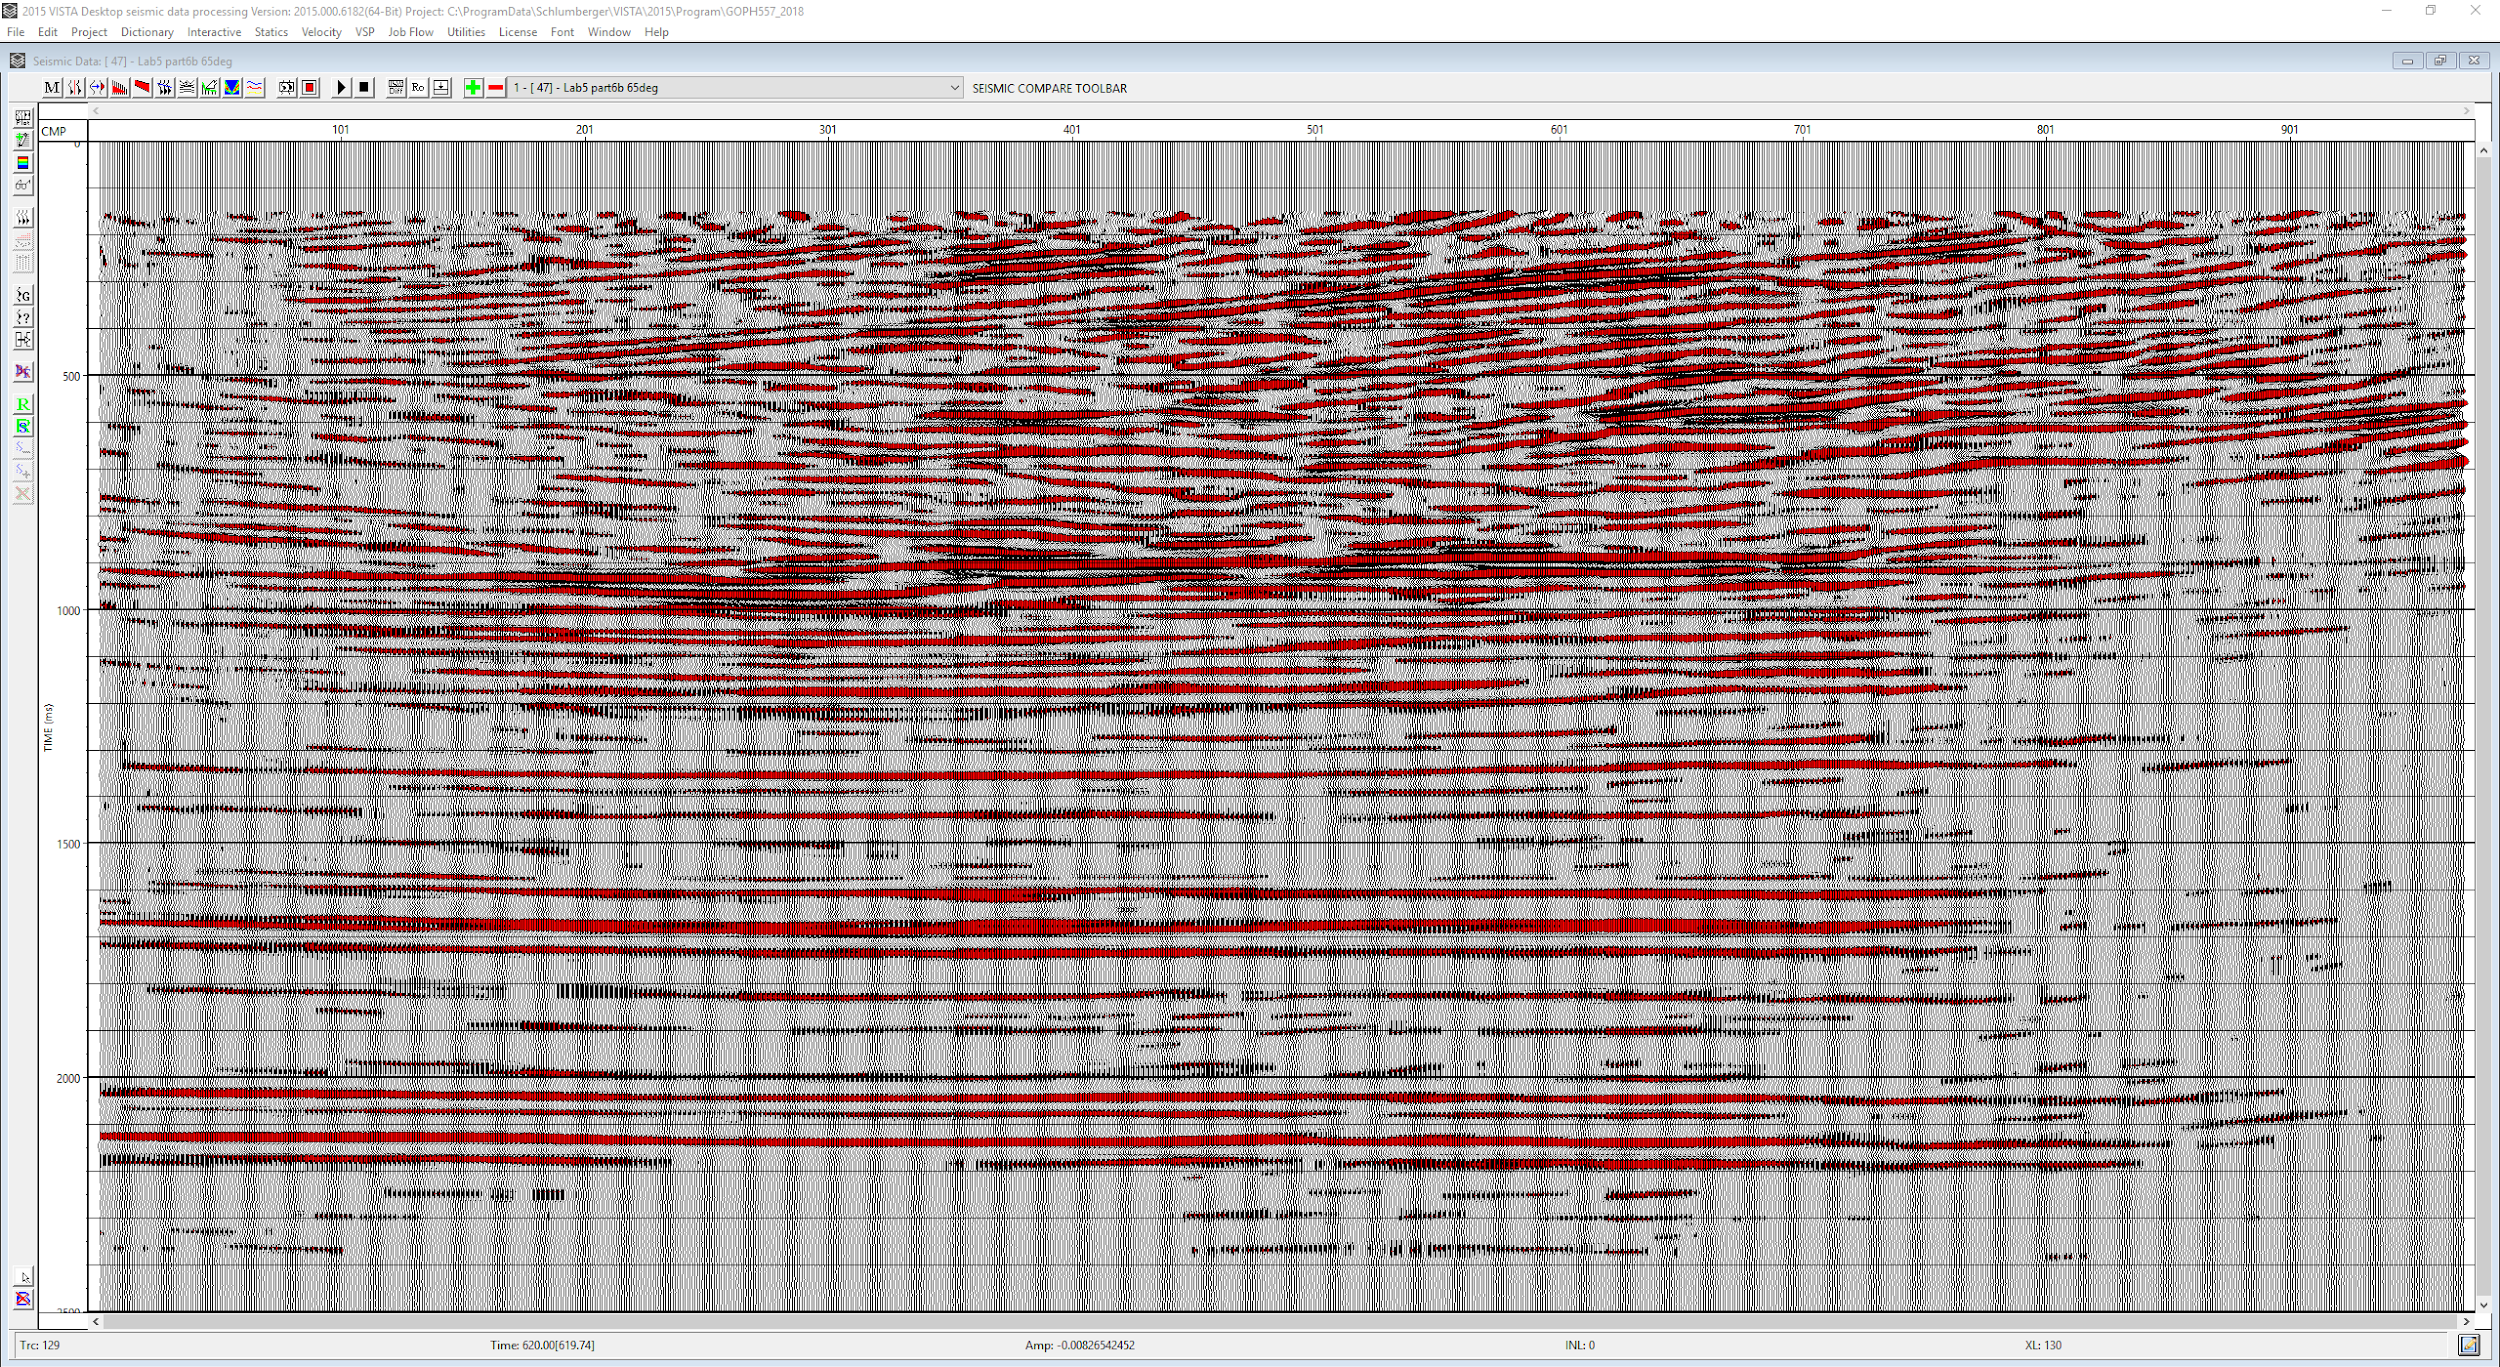 2015 VISTA Desktop seismic data processing Version: 2015.000.6182(64-Bit) Project: C:\ProgramData\Schlumberger\VISTA\2015\Program\GOPH557_2018
File Edit Project Dictionary Interactive Statics Velocity VSP Job Flow Utilities License Font Window Help
Seismic Data: [ 47] - Lab5 part6b 65deg
M Diff Ro 1 - [ 47] - Lab5 part6b 65deg SEISMIC COMPARE TOOLBAR
CMP 101 201 301 401 501 601 701 801 901
0
G
??
500
R
R
S
S+
1000
TIME (ms)
1500
2000
2500
Trc: 129 Time: 620.00[619.74] Amp: -0.00826542452 INL: 0 XL: 130